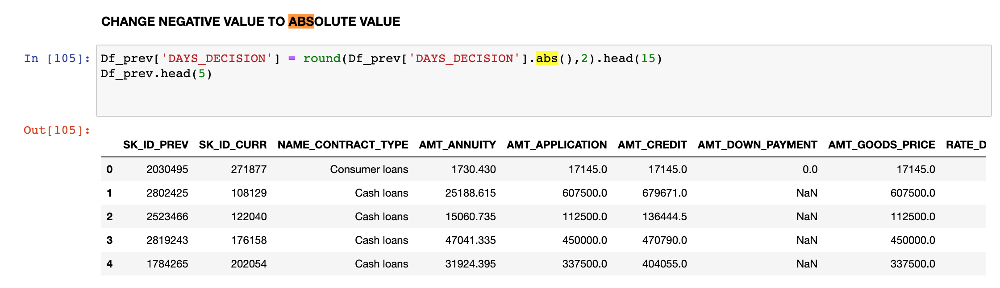 CHANGE NEGATIVE VALUE TO ABSOLUTE VALUE
In [105]: Df_prev['DAYS_DECISION'] = round(Df_prev['DAYS_DECISION'].abs(),2).head(15)
Df_prev.head(5)
Out[105]:
SK_ID_PREV SK_ID_CURR NAME_CONTRACT_TYPE AMT_ANNUITY AMT_APPLICATION AMT_CREDIT AMT_DOWN_PAYMENT AMT_GOODS_PRICE RATE_D
0 2030495 271877 Consumer loans 1730.430 17145.0 17145.0 0.0 17145.0
1 2802425 108129 Cash loans 25188.615 607500.0 679671.0 NaN 607500.0
2 2523466 122040 Cash loans 15060.735 112500.0 136444.5 NaN 112500.0
3 2819243 176158 Cash loans 47041.335 450000.0 470790.0 NaN 450000.0
4 1784265 202054 Cash loans 31924.395 337500.0 404055.0 NaN 337500.0